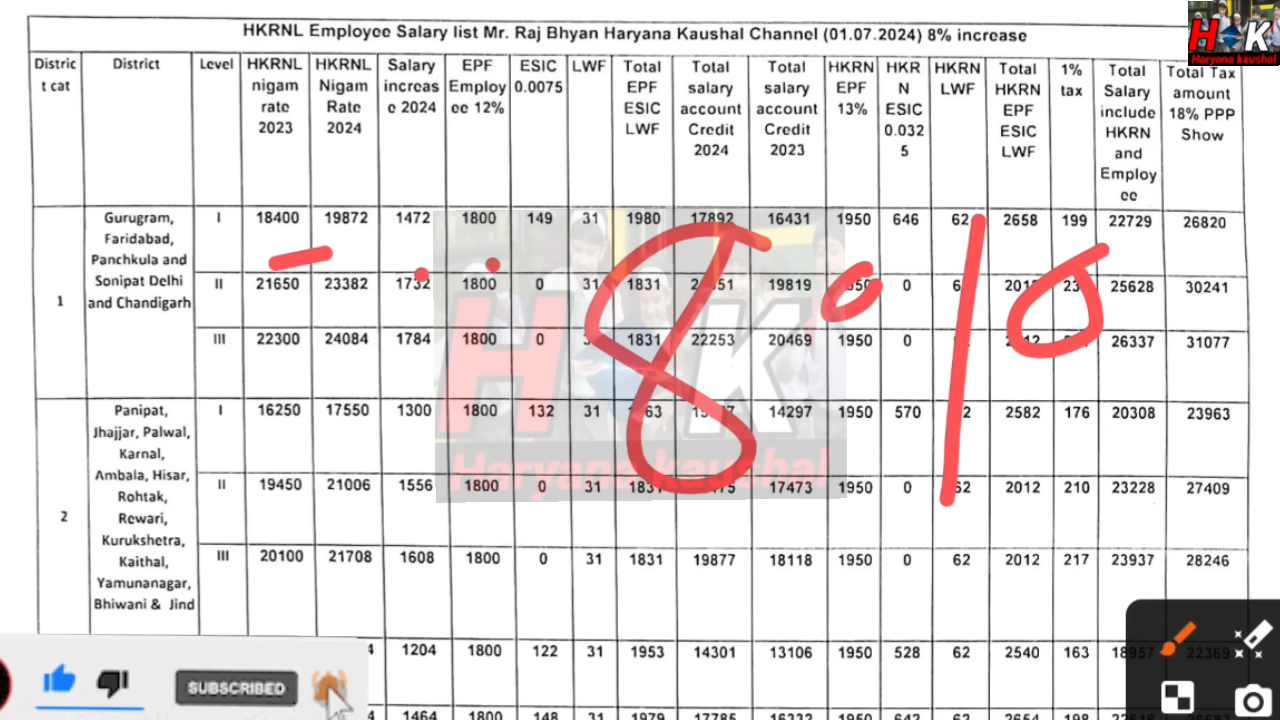 HKRNL Employee Salary list Mr. Raj Bhyan Haryana Kaushal Channel (01.07.2024) 8% increase
H K
Haryana kaushal
District cat | District | Level | HKRNL nigam rate 2023 | HKRNL Nigam Rate 2024 | Salary increase 2024 | EPF Employee 12% | ESIC 0.0075 | LWF | Total EPF ESIC LWF | Total salary account Credit 2024 | Total salary account Credit 2023 | HKRN EPF 13% | HKRN ESIC 0.0325 | HKRN LWF | Total HKRN EPF ESIC LWF | 1% tax | Total Salary include HKRN and Employee | Total Tax amount 18% PPP Show
1 | Gurugram, Faridabad, Panchkula and Sonipat Delhi and Chandigarh | I | 18400 | 19872 | 1472 | 1800 | 149 | 31 | 1980 | 17892 | 16431 | 1950 | 646 | 62 | 2658 | 199 | 22729 | 26820
II | 21650 | 23382 | 1732 | 1800 | 0 | 31 | 1831 | 19819 | 0 | 25628 | 30241
III | 22300 | 24084 | 1784 | 1800 | 0 | 1831 | 22253 | 20469 | 1950 | 0 | 26337 | 31077
2 | Panipat, Jhajjar, Palwal, Karnal, Ambala, Hisar, Rohtak, Rewari, Kurukshetra, Kaithal, Yamunanagar, Bhiwani & Jind | I | 16250 | 17550 | 1300 | 1800 | 132 | 31 | 14297 | 1950 | 570 | 2582 | 176 | 20308 | 23963
II | 19450 | 21006 | 1556 | 1800 | 0 | 31 | 17473 | 1950 | 0 | 2012 | 210 | 23228 | 27409
III | 20100 | 21708 | 1608 | 1800 | 0 | 31 | 1831 | 19877 | 18118 | 1950 | 0 | 62 | 2012 | 217 | 23937 | 28246
1204 | 1800 | 122 | 31 | 1953 | 14301 | 13106 | 1950 | 528 | 62 | 2540 | 163 | 18957 | 22369
1464 | 1800 | 148 | 31 | 1979 | 17785 | 16332 | 1950 | 642 | 62 | 2654 | 198
H K
Haryana kaushal
8%
SUBSCRIBED